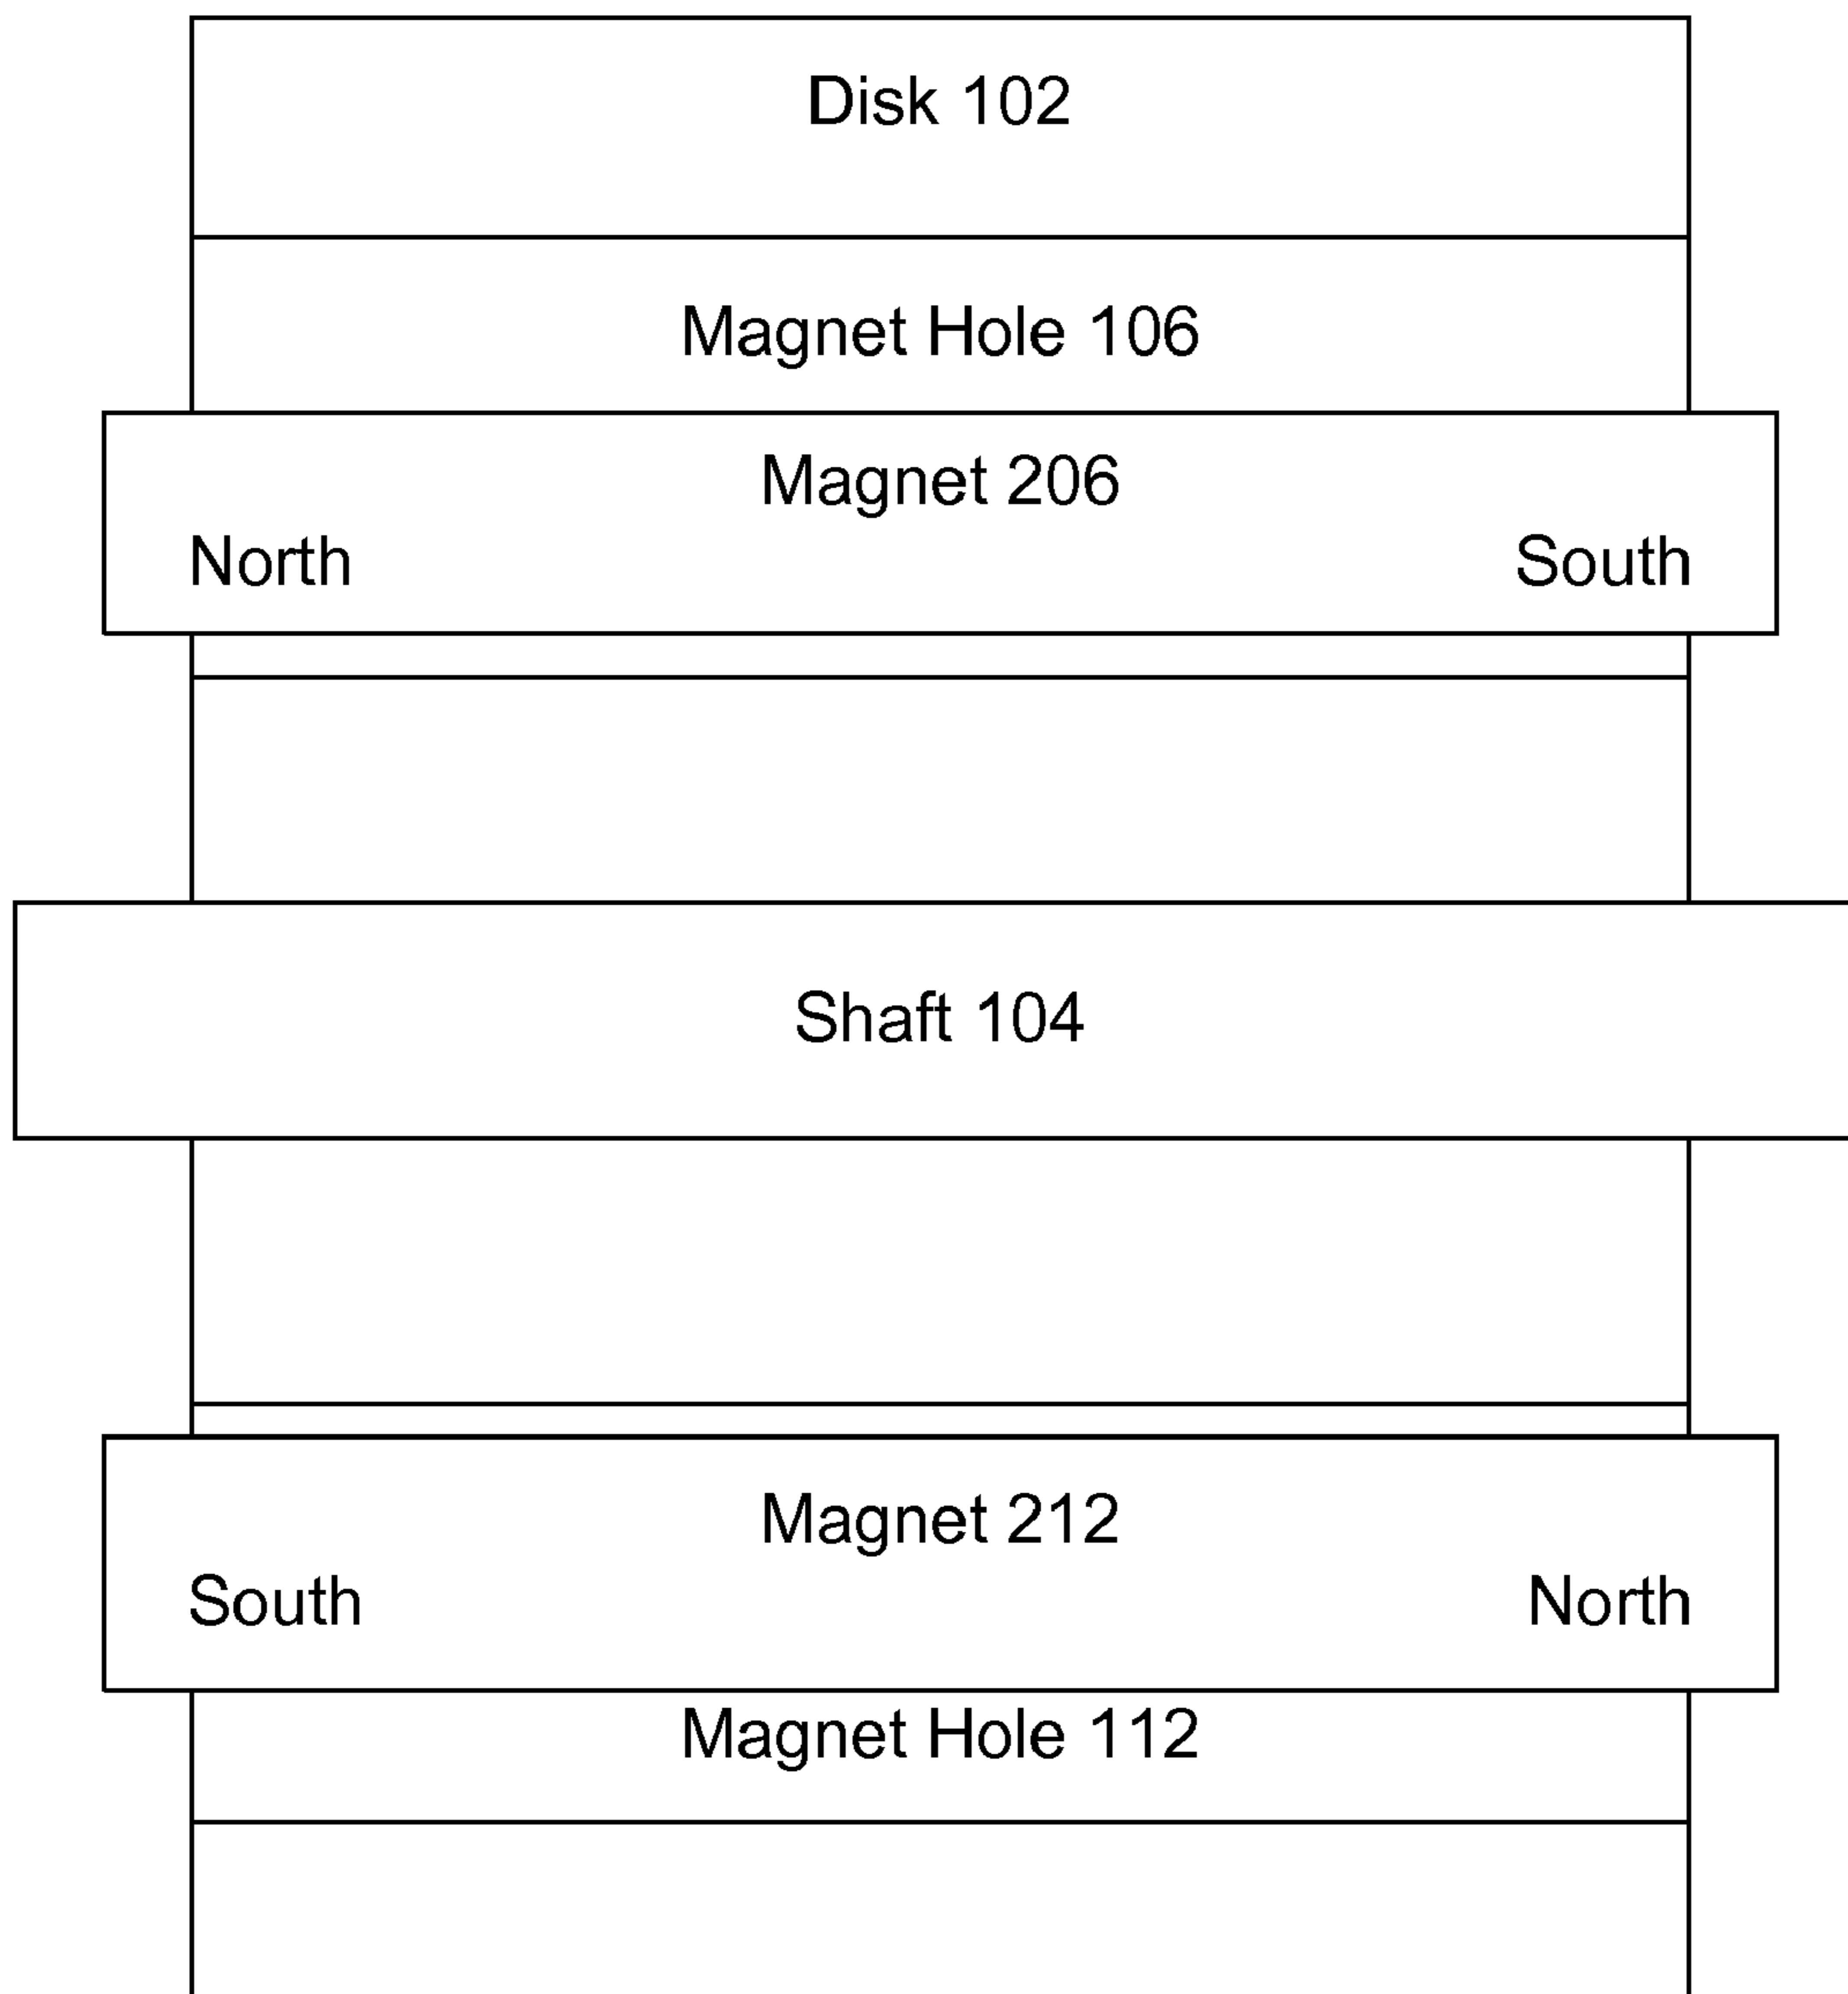 Disk 102
Magnet Hole 106
Magnet 206
North South
Shaft 104
Magnet 212
South North
Magnet Hole 112